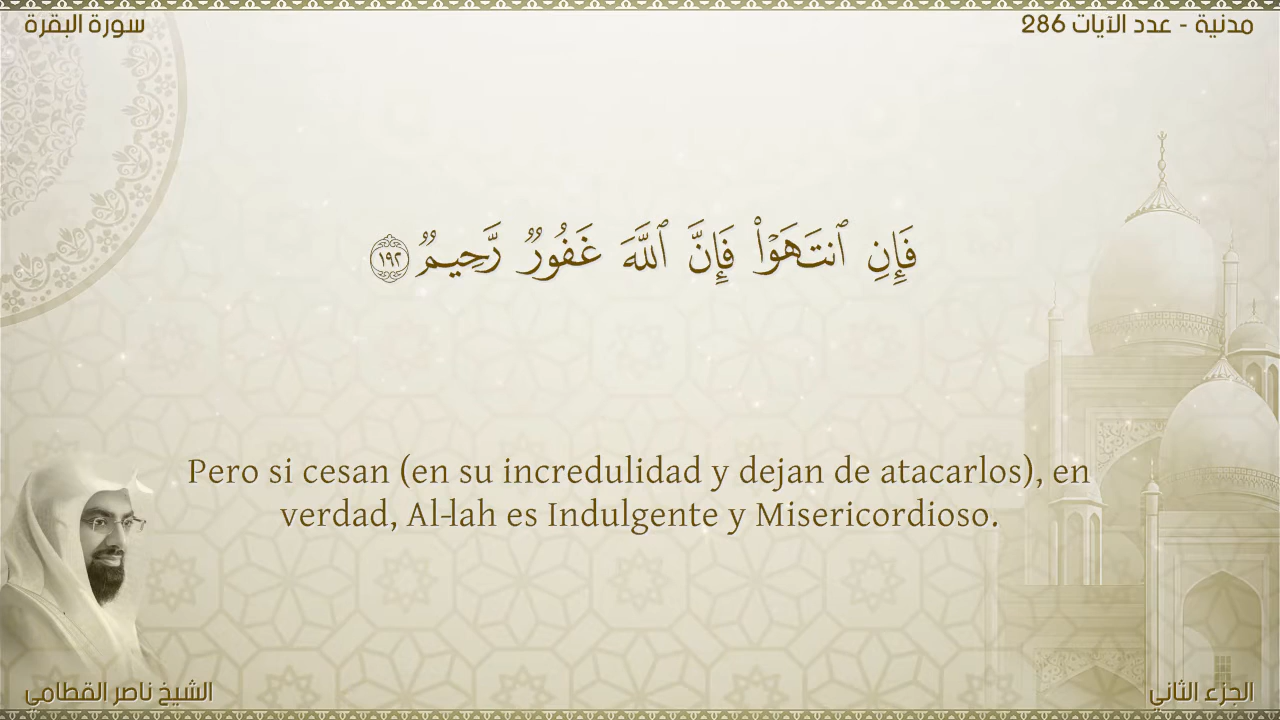 سورة البقرة
مدنية - عدد الآيات 286
فَإِنِ ٱنتَهَوْا۟ فَإِنَّ ٱللَّهَ غَفُورٌ رَّحِيمٌ ١٩٢
Pero si cesan (en su incredulidad y dejan de atacarlos), en
verdad, Al-lah es Indulgente y Misericordioso.
الشيخ ناصر القطامي
الجزء الثاني